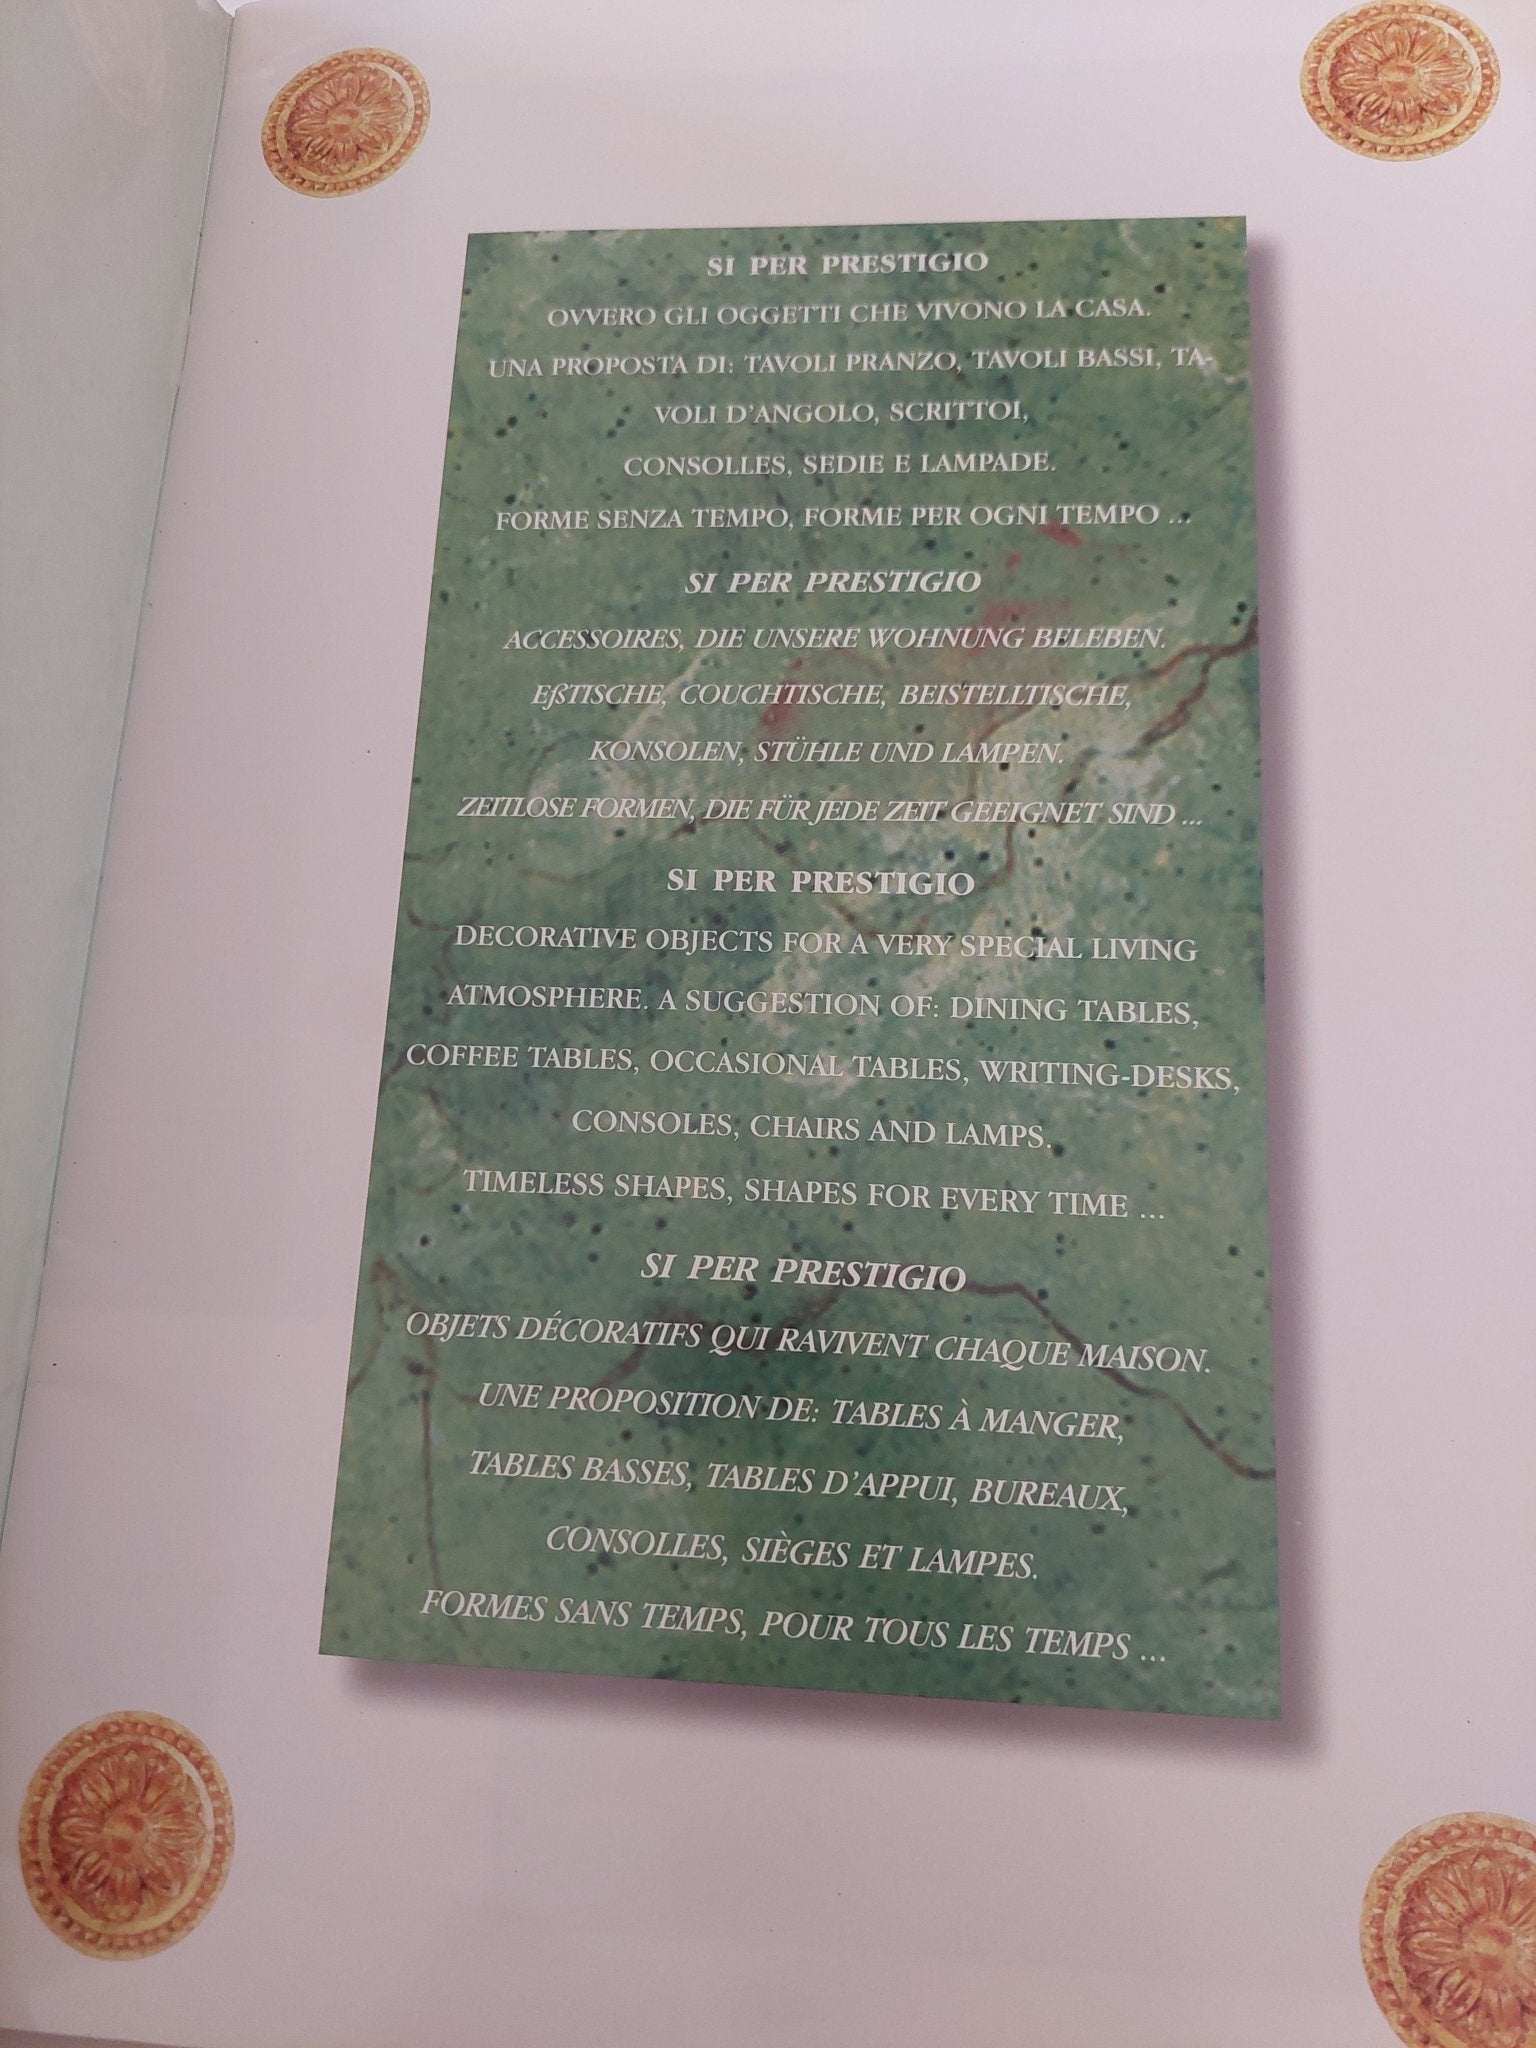 SI PER PRESTIGIO
OVVERO GLI OGGETTI CHE VIVONO LA CASA.
UNA PROPOSTA DI: TAVOLI PRANZO, TAVOLI BASSI, TA-
VOLI D'ANGOLO, SCRITTOI,
CONSOLLES, SEDIE E LAMPADE.
FORME SENZA TEMPO, FORME PER OGNI TEMPO ...
SI PER PRESTIGIO
ACCESSOIRES, DIE UNSERE WOHNUNG BELEBEN.
EßTISCHE, COUCHTISCHE, BEISTELLTISCHE,
KONSOLEN, STÜHLE UND LAMPEN.
ZEITLOSE FORMEN, DIE FÜR JEDE ZEIT GEEIGNET SIND ...
SI PER PRESTIGIO
DECORATIVE OBJECTS FOR A VERY SPECIAL LIVING
ATMOSPHERE. A SUGGESTION OF: DINING TABLES,
COFFEE TABLES, OCCASIONAL TABLES, WRITING-DESKS,
CONSOLES, CHAIRS AND LAMPS.
TIMELESS SHAPES, SHAPES FOR EVERY TIME ...
SI PER PRESTIGIO
OBJETS DÉCORATIFS QUI RAVIVENT CHAQUE MAISON.
UNE PROPOSITION DE: TABLES À MANGER,
TABLES BASSES, TABLES D'APPUI, BUREAUX,
CONSOLLES, SIÈGES ET LAMPES.
FORMES SANS TEMPS, POUR TOUS LES TEMPS ...